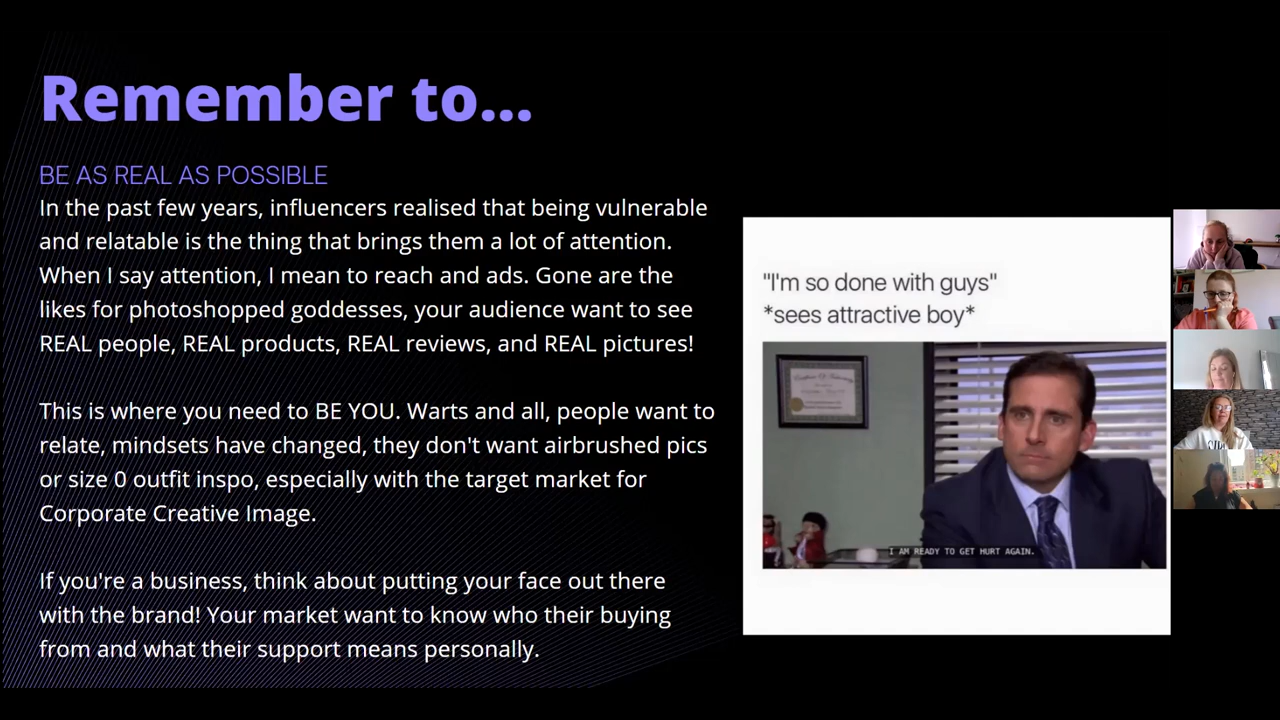 Remember to...
BE AS REAL AS POSSIBLE
In the past few years, influencers realised that being vulnerable
and relatable is the thing that brings them a lot of attention.
When I say attention, I mean to reach and ads. Gone are the
likes for photoshopped goddesses, your audience want to see
REAL people, REAL products, REAL reviews, and REAL pictures!
This is where you need to BE YOU. Warts and all, people want to
relate, mindsets have changed, they don't want airbrushed pics
or size 0 outfit inspo, especially with the target market for
Corporate Creative Image.
If you're a business, think about putting your face out there
with the brand! Your market want to know who their buying
from and what their support means personally.
"I'm so done with guys"
*sees attractive boy*
I AM READY TO GET HURT AGAIN.